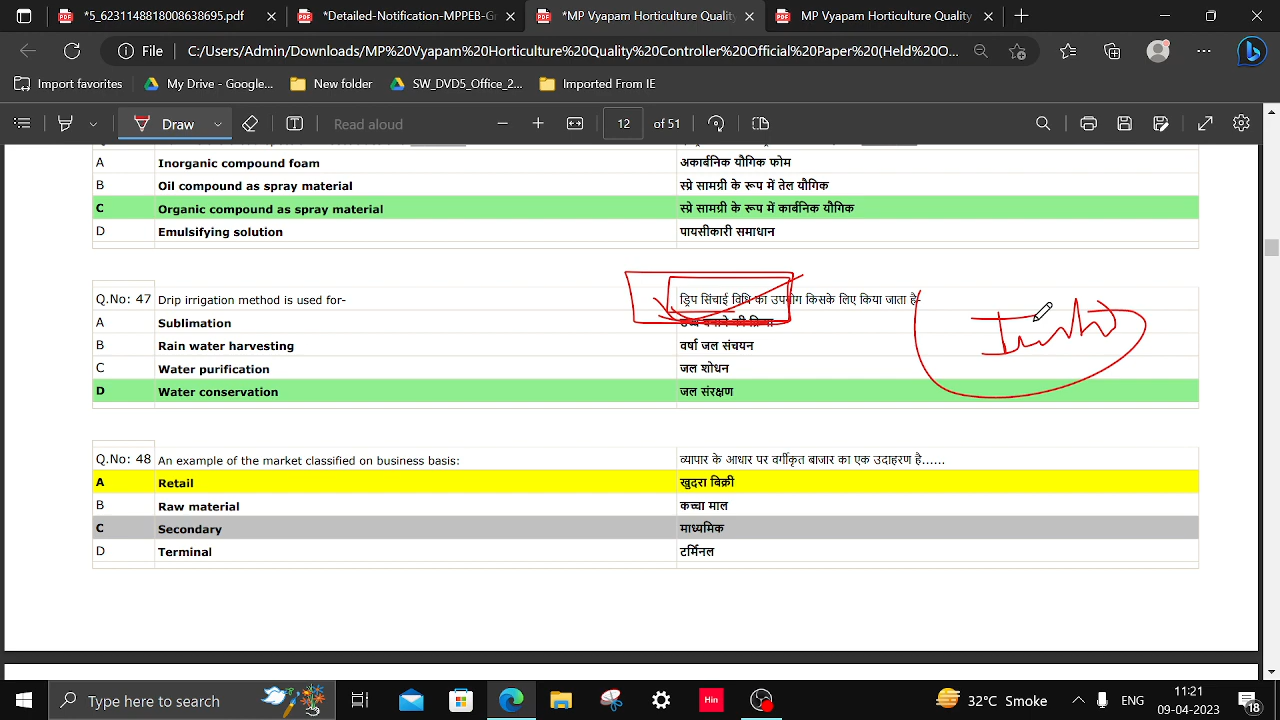 *5_6231148818008638695.pdf
*Detailed-Notification-MPPEB-G
*MP Vyapam Horticulture Quality
MP Vyapam Horticulture Quality
File
C:/Users/Admin/Downloads/MP%20Vyapam%20Horticulture%20Quality%20Controller%20Official%20Paper(Held%20O...
Import favorites
My Drive - Google...
New folder
SW_DVD5_Office_2...
Imported From IE
Draw
Read aloud
12 of 51
A Inorganic compound foam अकार्बनिक यौगिक फोम
B Oil compound as spray material स्प्रे सामग्री के रूप में तेल यौगिक
C Organic compound as spray material स्प्रे सामग्री के रूप में कार्बनिक यौगिक
D Emulsifying solution पायसीकारी समाधान
Q.No: 47 Drip irrigation method is used for- ड्रिप सिंचाई विधि का उपयोग किसके लिए किया जाता है-
A Sublimation
B Rain water harvesting वर्षा जल संचयन
C Water purification जल शोधन
D Water conservation जल संरक्षण
Q.No: 48 An example of the market classified on business basis: व्यापार के आधार पर वर्गीकृत बाजार का एक उदाहरण है......
A Retail खुदरा बिक्री
B Raw material कच्चा माल
C Secondary माध्यमिक
D Terminal टर्मिनल
Type here to search
Hin
32°C Smoke
ENG
11:21
09-04-2023
18